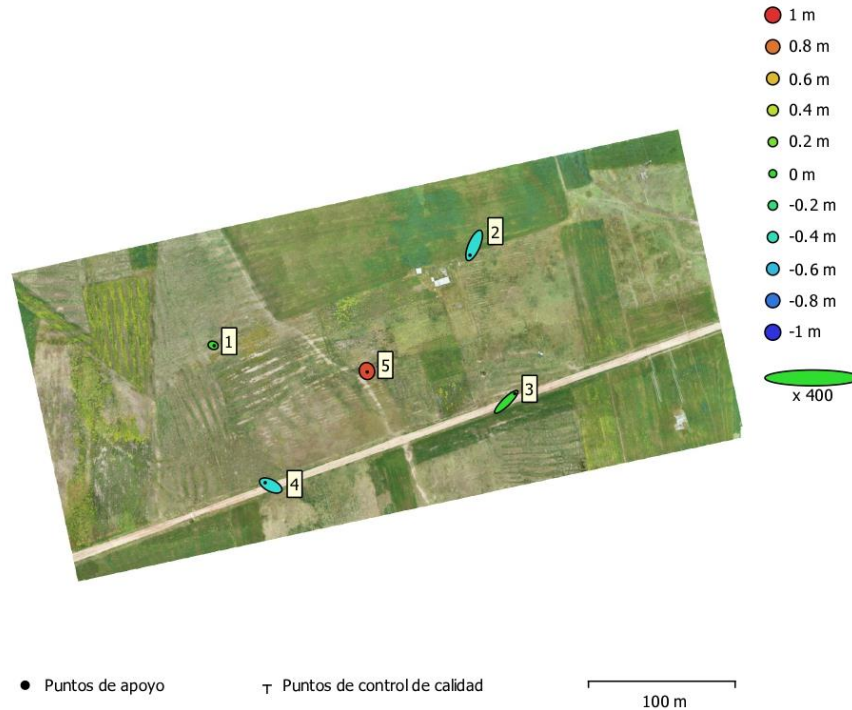 1 m
0.8 m
0.6 m
0.4 m
0.2 m
0 m
-0.2 m
-0.4 m
-0.6 m
-0.8 m
-1 m
x 400
2
1
5
3
4
Puntos de apoyo
Puntos de control de calidad
100 m